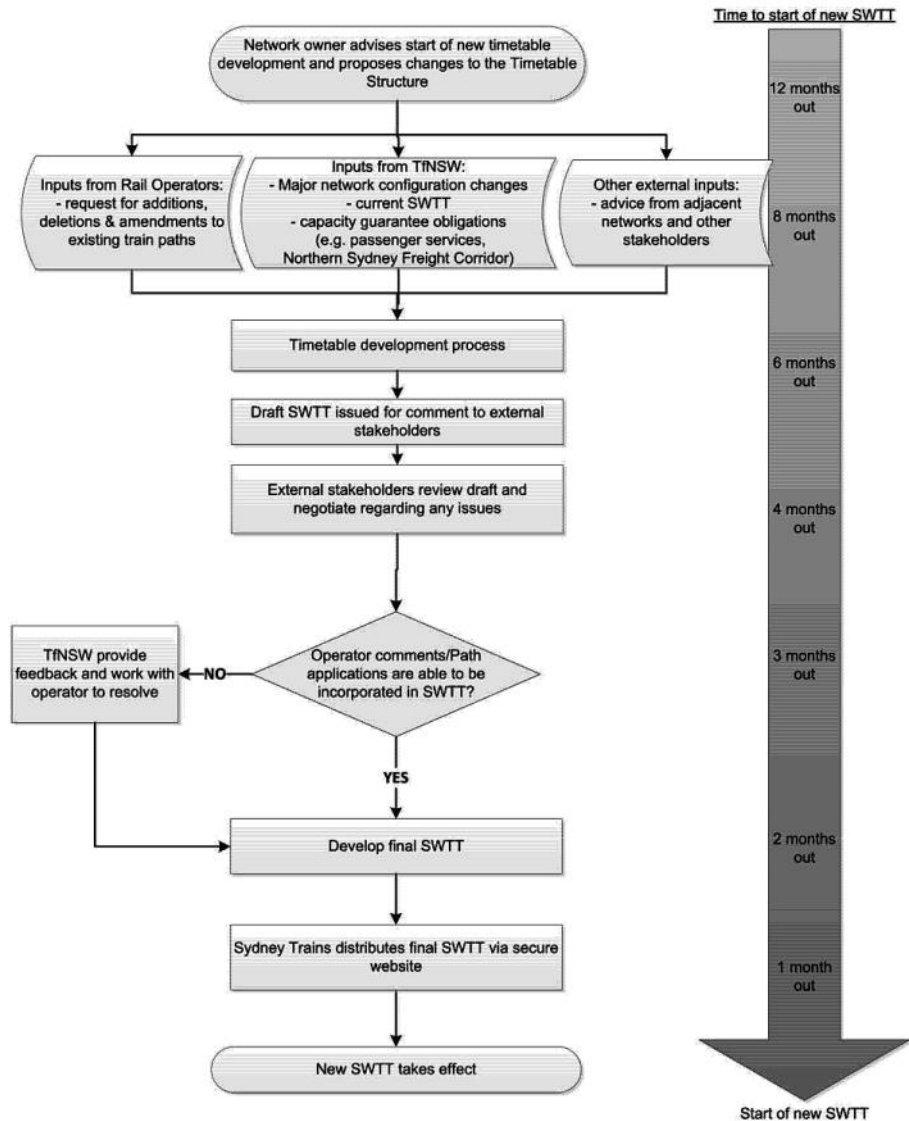 Time to start of new SWTT
Network owner advises start of new timetable
development and proposes changes to the Timetable
Structure
12 months
out
Inputs from Rail Operators:
- request for additions,
deletions & amendments to
existing train paths
Inputs from TfNSW:
- Major network configuration changes
- current SWTT
- capacity guarantee obligations
(e.g. passenger services,
Northern Sydney Freight Corridor)
Other external inputs:
- advice from adjacent
networks and other
stakeholders
8 months
out
Timetable development process
6 months
out
Draft SWTT issued for comment to external
stakeholders
External stakeholders review draft and
negotiate regarding any issues
4 months
out
TfNSW provide
feedback and work with
operator to resolve
NO
Operator comments/Path
applications are able to be
incorporated in SWTT?
3 months
out
YES
Develop final SWTT
2 months
out
Sydney Trains distributes final SWTT via secure
website
1 month
out
New SWTT takes effect
Start of new SWTT